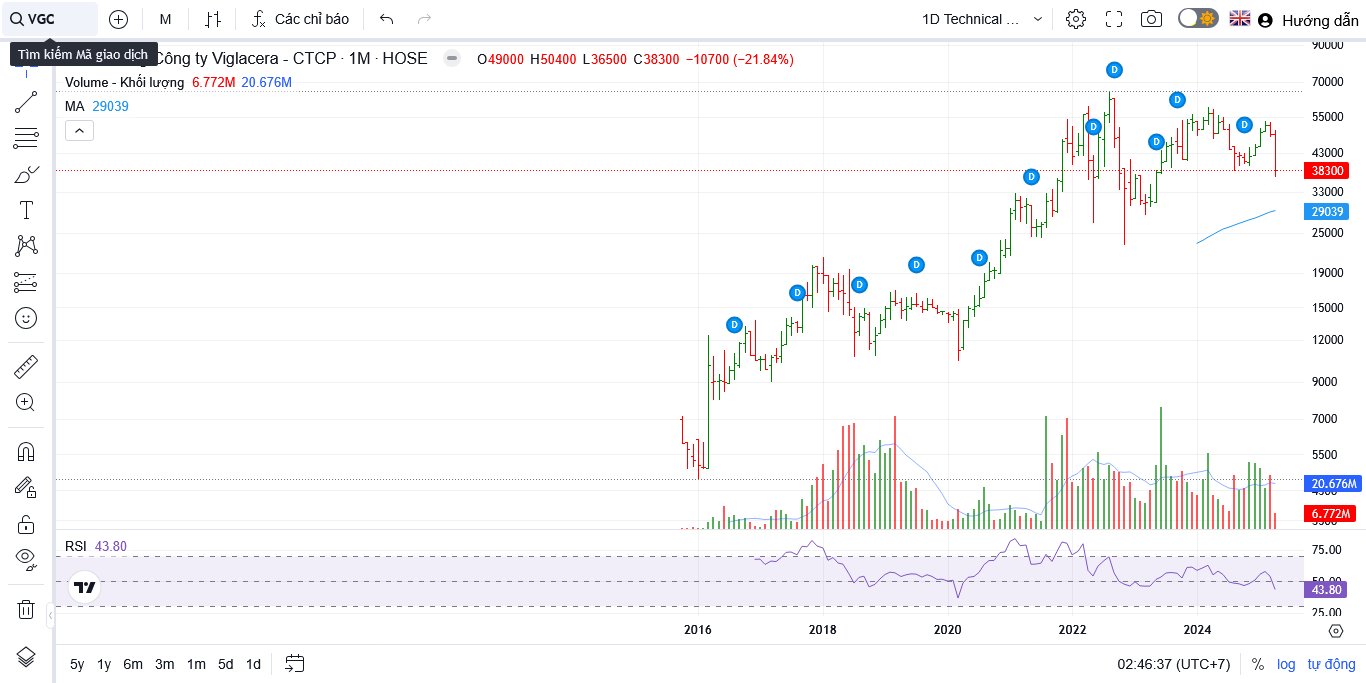 VGC
M
Các chỉ báo
1D Technical ...
Hướng dẫn
Tìm kiếm Mã giao dịch
Công ty Viglacera - CTCP · 1M · HOSE
O49000 H50400 L36500 C38300 −10700 (−21.84%)
Volume - Khối lượng 6.772M 20.676M
MA 29039
90000
70000
55000
43000
38300
33000
29039
25000
19000
15000
12000
9000
7000
5500
20.676M
6.772M
D
D
D
D
D
D
D
D
D
D
D
RSI 43.80
75.00
50.00
43.80
25.00
2016
2018
2020
2022
2024
5y 1y 6m 3m 1m 5d 1d
02:46:37 (UTC+7)
% log tự động